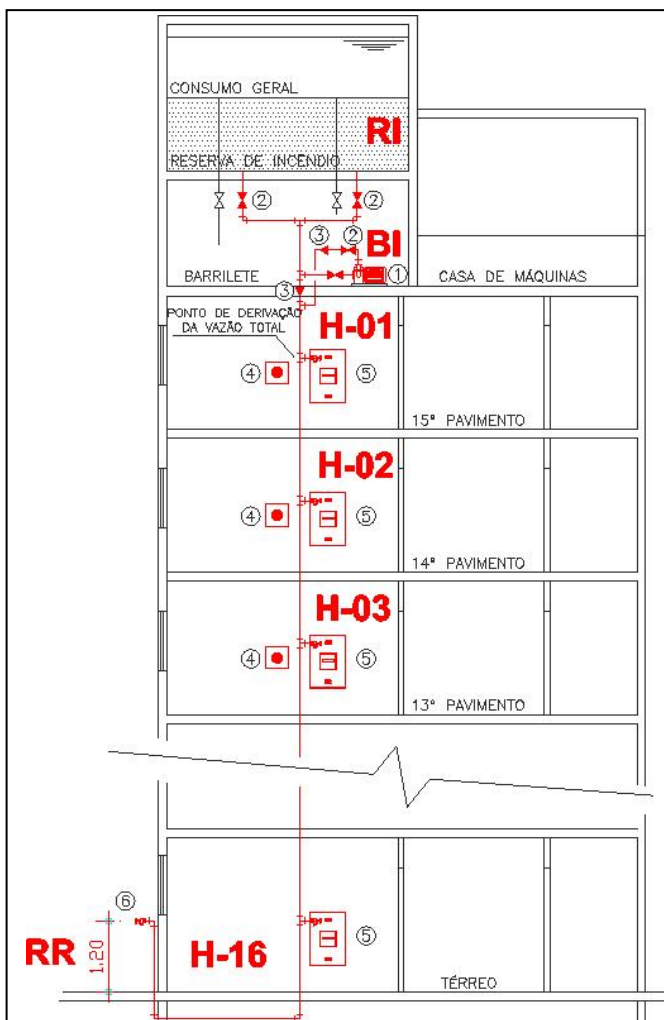 CONSUMO GERAL
RI
RESERVA DE INCENDIO
② ②
③ ② BI
①
BARRILETE
CASA DE MÁQUINAS
③
PONTO DE DERIVAÇÃO
DA VAZÃO TOTAL
H-01
④ ⑤
15º PAVIMENTO
H-02
④ ⑤
14º PAVIMENTO
H-03
④ ⑤
13º PAVIMENTO
⑥
RR
1.20
H-16
⑤
TÉRREO